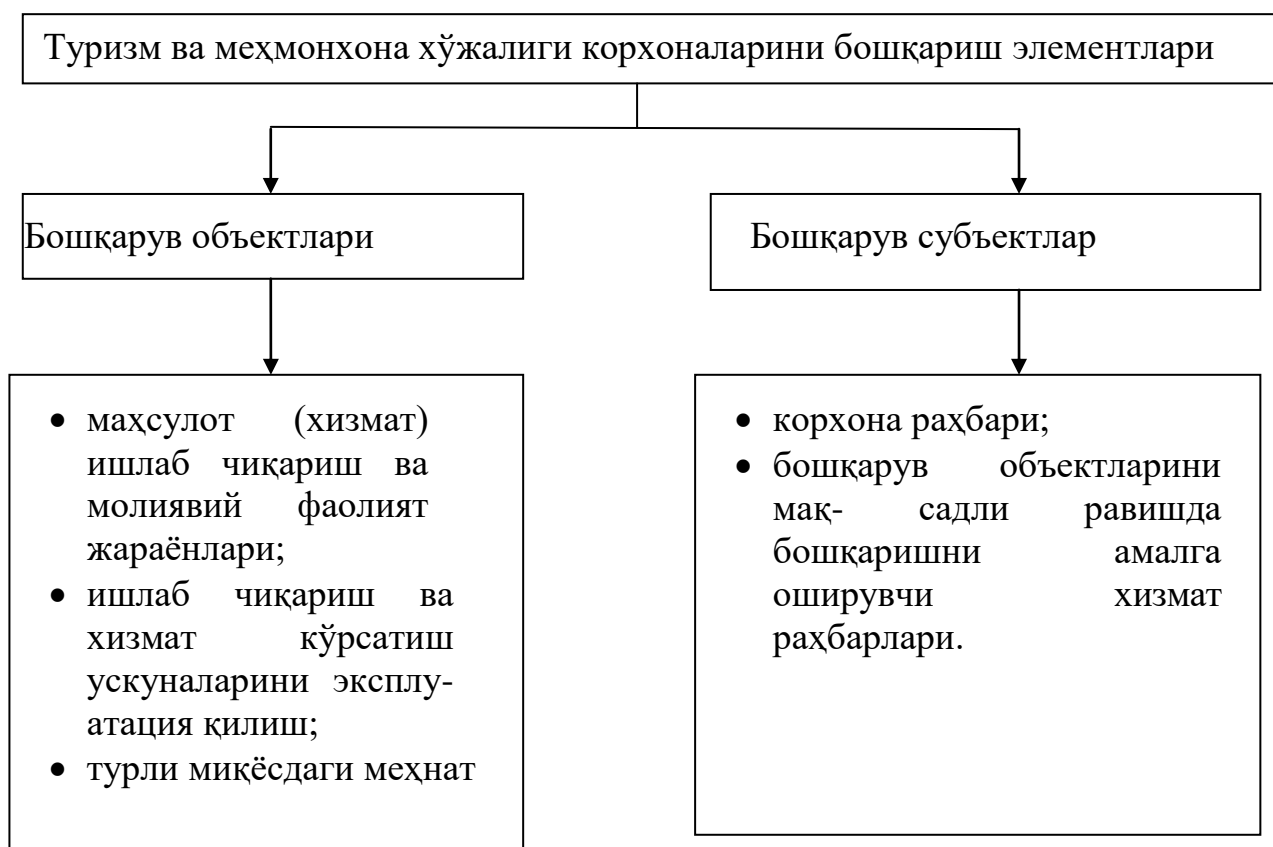 Туризм ва меҳмонхона хўжалиги корхоналарини бошқариш элементлари
Бошқарув объектлари
Бошқарув субъектлар
• маҳсулот (хизмат)
ишлаб чиқариш ва
молиявий фаолият
жараёнлари;
• ишлаб чиқариш ва
хизмат кўрсатиш
ускуналарини эксплу-
атация қилиш;
• турли миқёсдаги меҳнат
• корхона раҳбари;
• бошқарув объектларини
мақ- садли равишда
бошқаришни амалга
оширувчи хизмат
раҳбарлари.